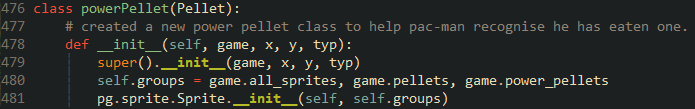 476 class powerPellet(Pellet):
477     # created a new power pellet class to help pac-man recognise he has eaten one.
478     def __init__(self, game, x, y, typ):
479         super().__init__(game, x, y, typ)
480         self.groups = game.all_sprites, game.pellets, game.power_pellets
481         pg.sprite.Sprite.__init__(self, self.groups)